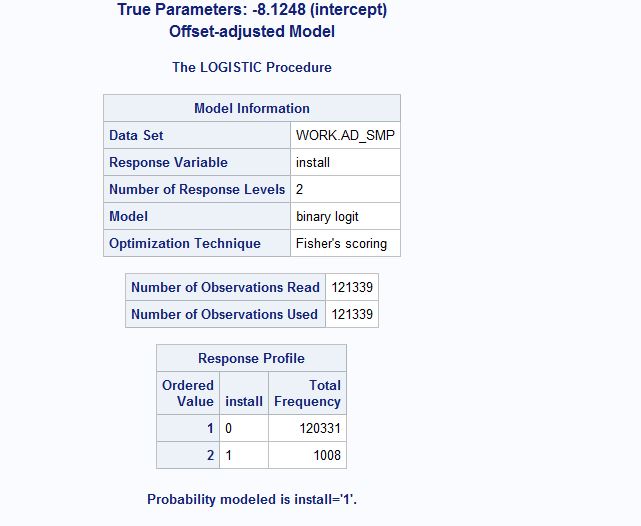 True Parameters: -8.1248 (intercept)
Offset-adjusted Model
The LOGISTIC Procedure
Model Information
Data Set WORK.AD_SMP
Response Variable install
Number of Response Levels 2
Model binary logit
Optimization Technique Fisher's scoring
Number of Observations Read 121339
Number of Observations Used 121339
Response Profile
Ordered Total
Value install Frequency
1 0 120331
2 1 1008
Probability modeled is install='1'.